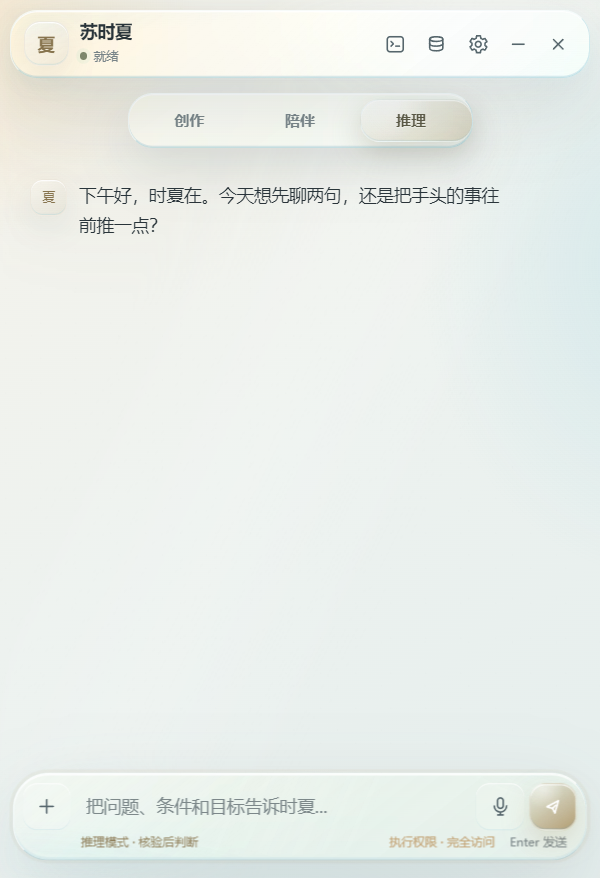 夏
苏时夏
就绪
创作 陪伴 推理
夏
下午好，时夏在。今天想先聊两句，还是把手头的事往
前推一点？
把问题、条件和目标告诉时夏...
推理模式 · 核验后判断 执行权限 · 完全访问 Enter 发送